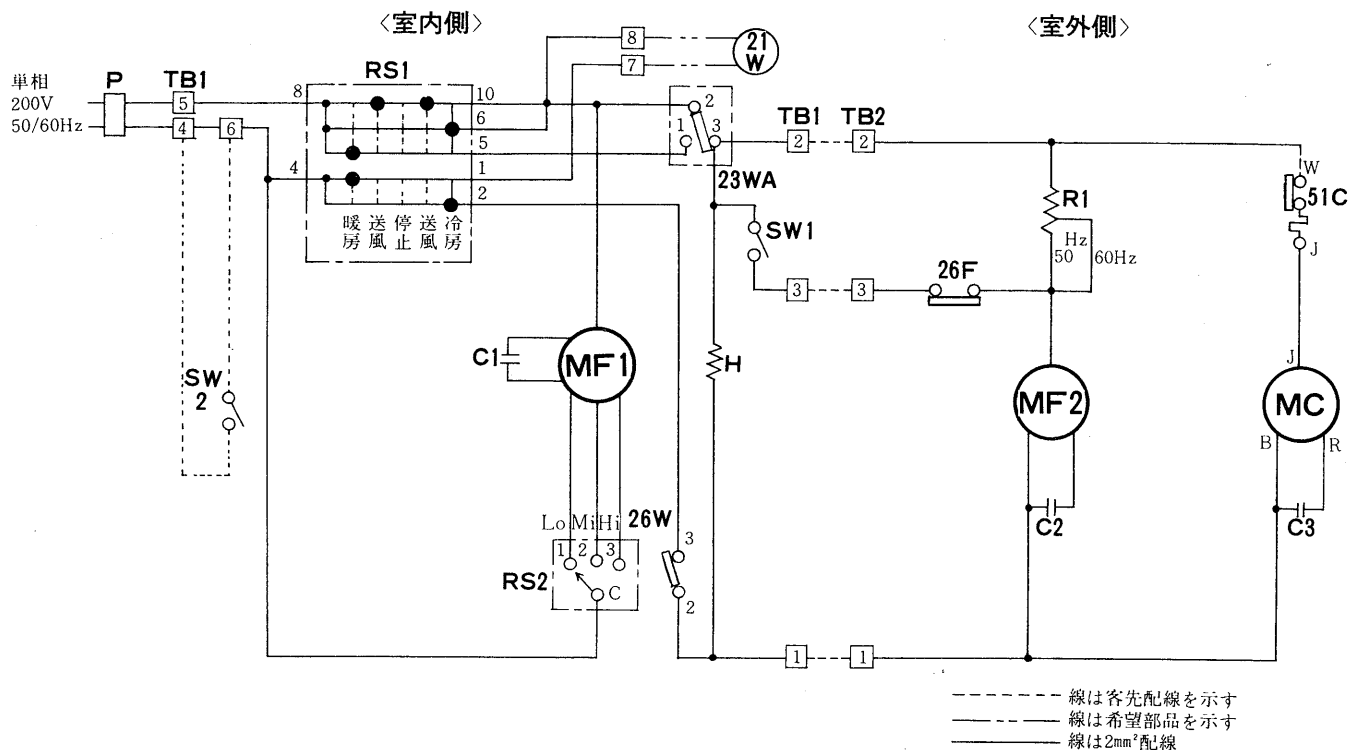 〈室内側〉
〈室外側〉
単相
200V
50/60Hz
P
TB1
5
4
6
RS1
8
4
10
6
5
1
2
暖房
送風
停止
送風
冷房
8
7
21
W
2
1
3
23WA
TB1
TB2
2
2
W
51C
J
R1
Hz
50
60Hz
SW1
26F
3
3
SW
2
C1
MF1
H
MF2
J
MC
B
R
C2
C3
Lo
Mi
Hi
26W
1
2
3
RS2
C
3
2
1
1
線は客先配線を示す
線は希望部品を示す
線は2mm²配線